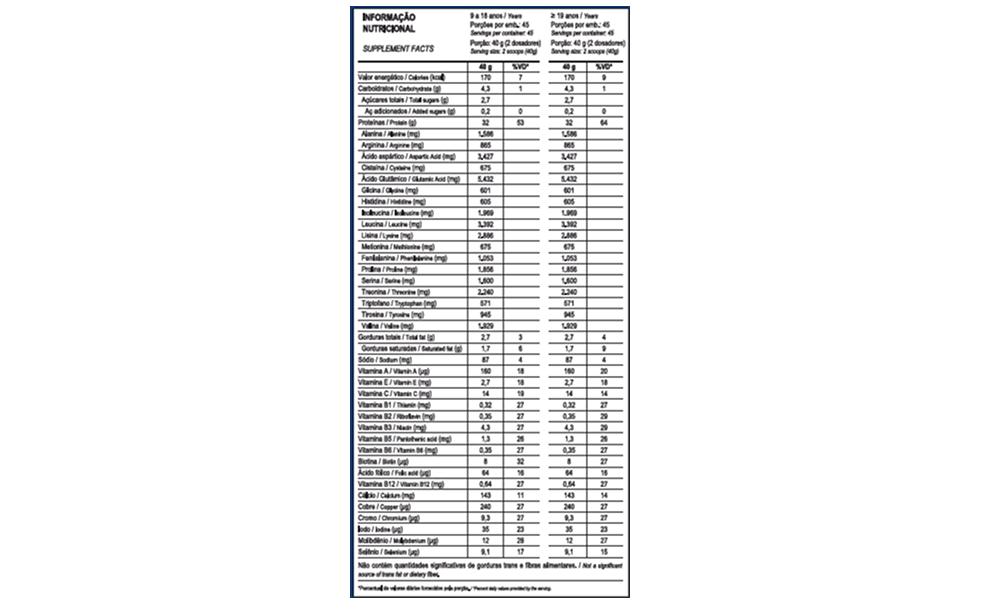 INFORMAÇÃO
NUTRICIONAL
SUPPLEMENT FACTS
9 a 18 anos / Years
Porções por emb.: 45
Servings per container: 45
Porção: 40 g (2 dosadores)
Serving size: 2 scoops (40g)
≥ 19 anos / Years
Porções por emb.: 45
Servings per container: 45
Porção: 40 g (2 dosadores)
Serving size: 2 scoops (40g)
40 g %VD* 40 g %VD*
Valor energético / Calories (kcal) 170 7 170 9
Carboidratos / Carbohydrate (g) 4,3 1 4,3 1
Açúcares totais / Total sugars (g) 2,7 2,7
Aç adicionados / Added sugars (g) 0,2 0 0,2 0
Proteínas / Protein (g) 32 53 32 64
Alanina / Alanine (mg) 1.586 1.586
Arginina / Arginine (mg) 865 865
Ácido aspártico / Aspartic Acid (mg) 3,427 3,427
Cisteína / Cysteine (mg) 675 675
Ácido Glutâmico / Glutamic Acid (mg) 5,432 5,432
Glicina / Glycine (mg) 601 601
Histidina / Histidine (mg) 605 605
Isoleucina / Isoleucine (mg) 1.969 1.969
Leucina / Leucine (mg) 3,392 3,392
Lisina / Lysine (mg) 2.886 2.886
Metionina / Methionine (mg) 675 675
Fenilalanina / Phenilalanine (mg) 1.053 1.053
Prolina / Proline (mg) 1.856 1.856
Serina / Serine (mg) 1.600 1.600
Treonina / Threonine (mg) 2.240 2.240
Triptofano / Tryptophan (mg) 571 571
Tirosina / Tyrosine (mg) 945 945
Valina / Valine (mg) 1.929 1.929
Gorduras totais / Total fat (g) 2,7 3 2,7 4
Gorduras saturadas / Saturated fat (g) 1,7 6 1,7 9
Sódio / Sodium (mg) 87 4 87 4
Vitamina A / Vitamin A (µg) 160 18 160 20
Vitamina E / Vitamin E (mg) 2,7 18 2,7 18
Vitamina C / Vitamin C (mg) 14 19 14 14
Vitamina B1 / Thiamin (mg) 0,32 27 0,32 27
Vitamina B2 / Riboflavin (mg) 0,35 27 0,35 29
Vitamina B3 / Niacin (mg) 4,3 27 4,3 29
Vitamina B5 / Pantothenic acid (mg) 1,3 26 1,3 26
Vitamina B6 / Vitamin B6 (mg) 0,35 27 0,35 27
Biotina / Biotin (µg) 8 32 8 27
Ácido fólico / Folic acid (µg) 64 16 64 16
Vitamina B12 / Vitamin B12 (mg) 0,64 27 0,64 27
Cálcio / Calcium (mg) 143 11 143 14
Cobre / Copper (µg) 240 27 240 27
Cromo / Chromium (µg) 9,3 27 9,3 27
Iodo / Iodine (µg) 35 23 35 23
Molibdênio / Molybdenium (µg) 12 28 12 27
Selênio / Selenium (µg) 9,1 17 9,1 15
Não contém quantidades significativas de gorduras trans e fibras alimentares. / Not a significant
source of trans fat or dietary fiber.
*Percentual de valores diários fornecidos pela porção. / *Percent daily values provided by the serving.